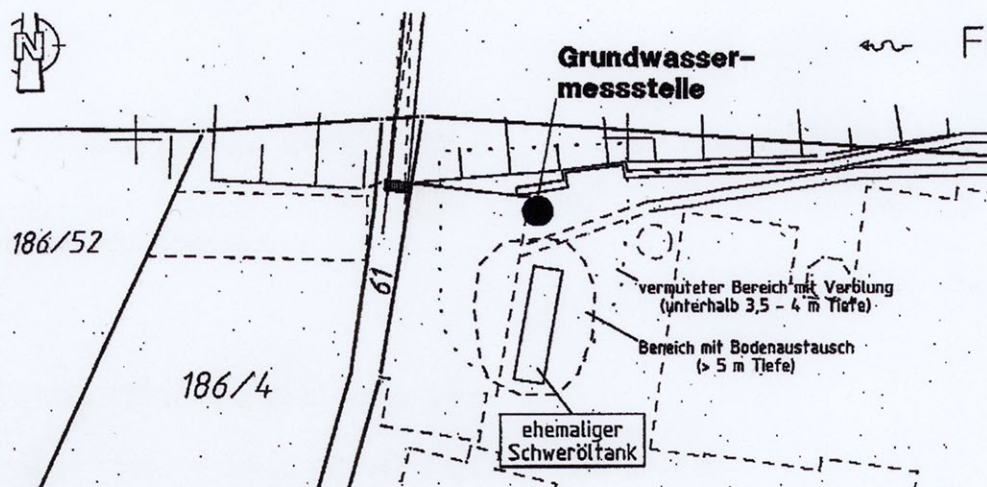 N
F
Grundwasser-
messstelle
186/52
61
vermuteter Bereich mit Verölung
(unterhalb 3,5 - 4 m Tiefe)
Bereich mit Bodenaustausch
(> 5 m Tiefe)
186/4
ehemaliger
Schweröltank